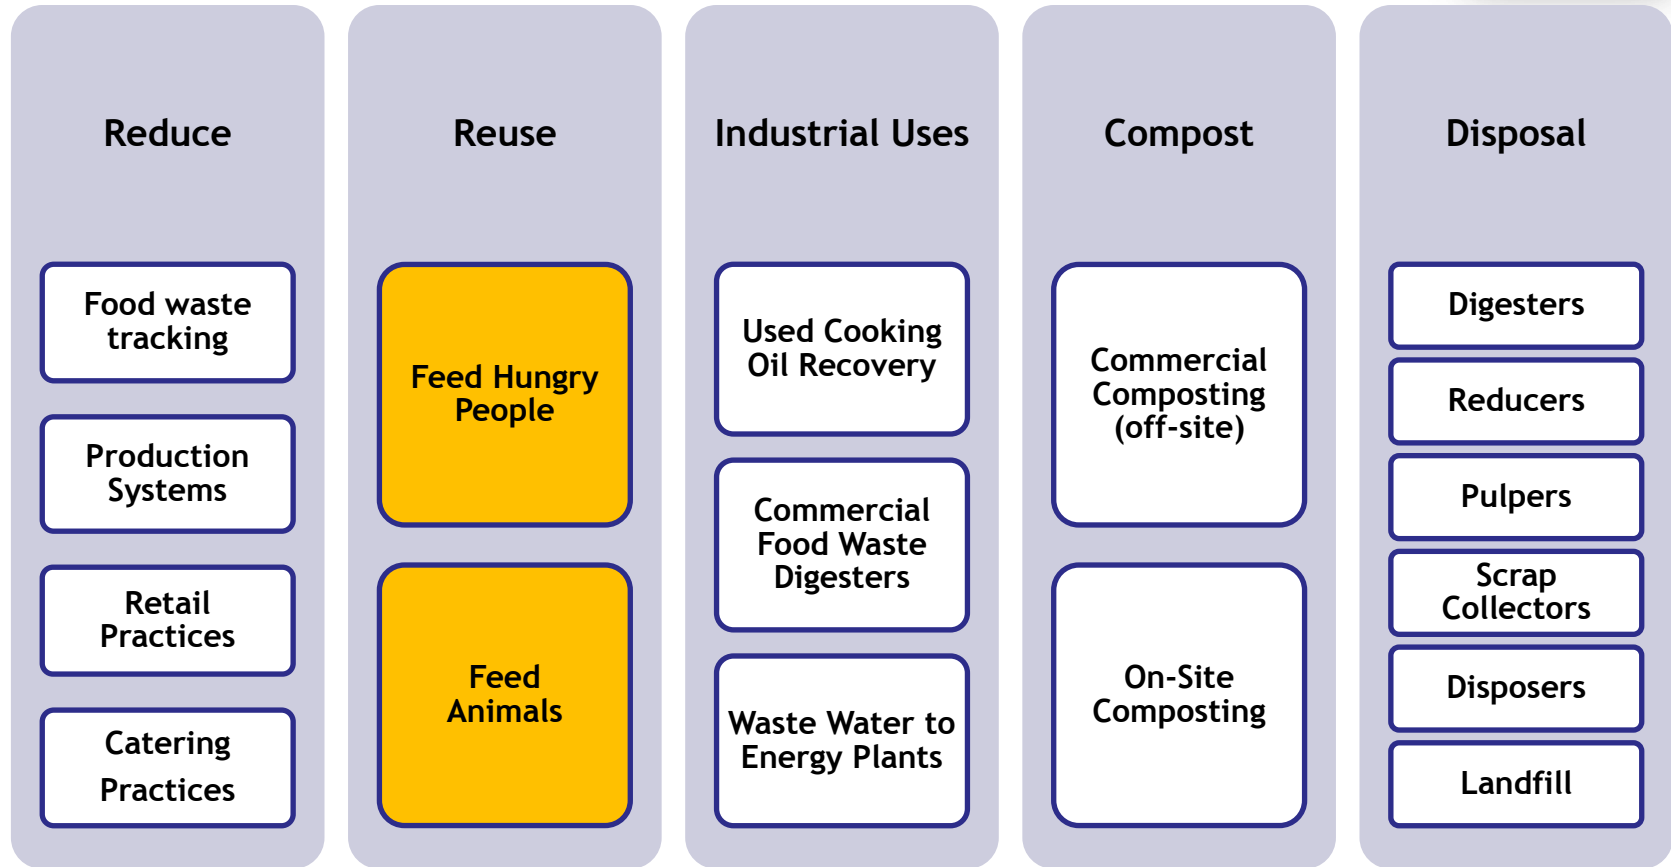 Reduce
Food waste
tracking
Production
Systems
Retail
Practices
Catering
Practices
Reuse
Feed Hungry
People
Feed
Animals
Industrial Uses
Used Cooking
Oil Recovery
Commercial
Food Waste
Digesters
Waste Water to
Energy Plants
Compost
Commercial
Composting
(off-site)
On-Site
Composting
Disposal
Digesters
Reducers
Pulpers
Scrap
Collectors
Disposers
Landfill